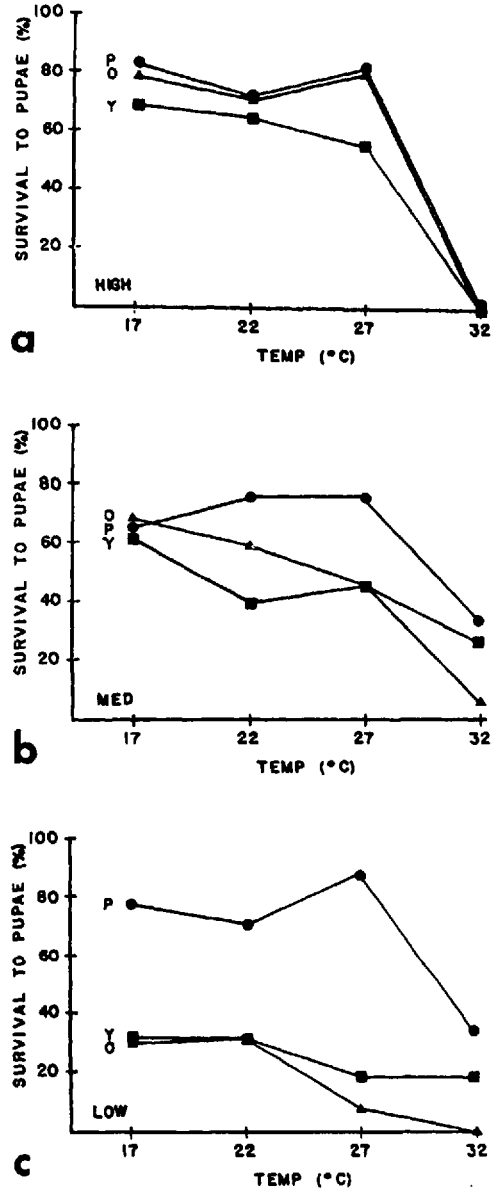 SURVIVAL TO PUPAE (%)
100
80
60
40
20
P
O
Y
HIGH
17 22 27 32
TEMP (°C)
a
SURVIVAL TO PUPAE (%)
100
80
60
40
20
O
P
Y
MED
17 22 27 32
TEMP (°C)
b
SURVIVAL TO PUPAE (%)
100
80
60
40
20
P
Y
O
LOW
17 22 27 32
TEMP (°C)
c